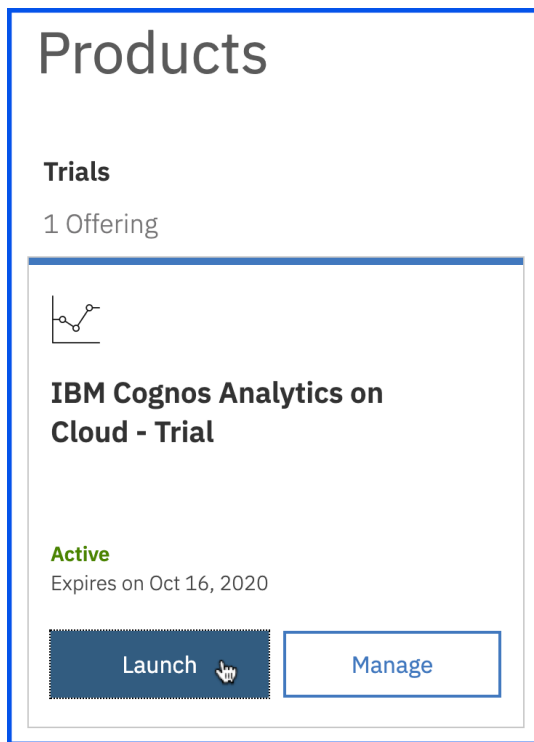 Products
Trials
1 Offering
IBM Cognos Analytics on
Cloud - Trial
Active
Expires on Oct 16, 2020
Launch
Manage